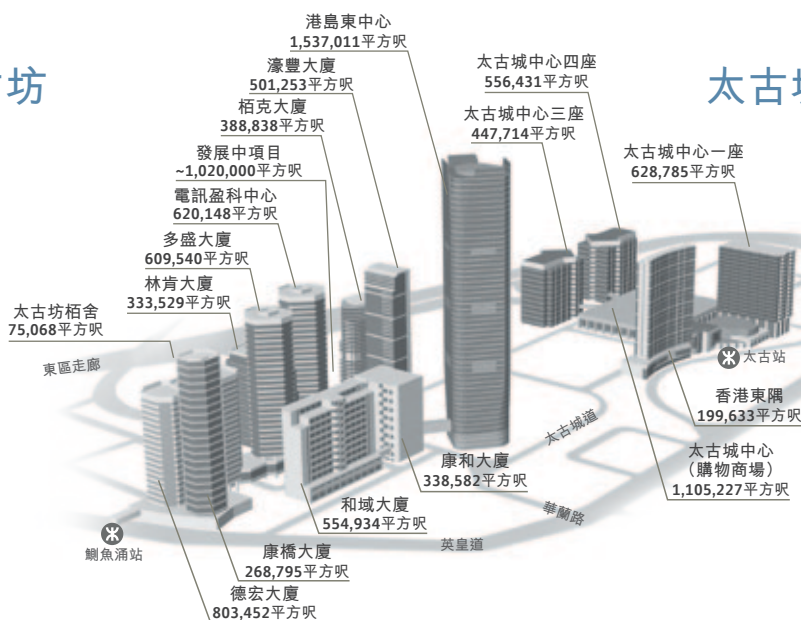 坊
太古城
港島東中心
1,537,011平方呎
濠豐大廈
501,253平方呎
栢克大廈
388,838平方呎
發展中項目
~1,020,000平方呎
電訊盈科中心
620,148平方呎
多盛大廈
609,540平方呎
林肯大廈
333,529平方呎
太古坊栢舍
75,068平方呎
太古城中心四座
556,431平方呎
太古城中心三座
447,714平方呎
太古城中心一座
628,785平方呎
東區走廊
太古站
香港東隅
199,633平方呎
太古城中心
（購物商場）
1,105,227平方呎
太古城道
華蘭路
英皇道
康和大廈
338,582平方呎
和域大廈
554,934平方呎
鰂魚涌站
康橋大廈
268,795平方呎
德宏大廈
803,452平方呎